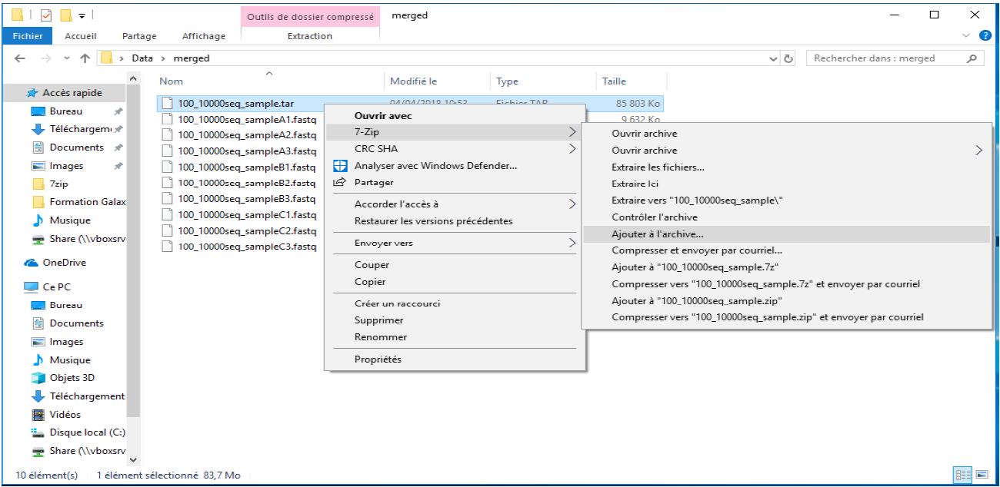 Outils de dossier compressé
merged
Fichier
Accueil
Partage
Affichage
Extraction
Data
merged
Rechercher dans : merged
Nom
Modifié le
Type
Taille
Accès rapide
Bureau
Documents
Images
7zip
Formation Galax
Musique
Share (\\vboxsrv
OneDrive
Ce PC
Bureau
Documents
Images
Musique
Objets 3D
Téléchargement
Vidéos
Disque local (C:)
Share (\\vboxsrv
100_10000seq_sample.tar
04/04/2018 10:53
Fichier TAR
85 803 Ko
100_10000seq_sampleA1.fastq
9 632 Ko
100_10000seq_sampleA2.fastq
100_10000seq_sampleA3.fastq
100_10000seq_sampleB1.fastq
100_10000seq_sampleB2.fastq
100_10000seq_sampleB3.fastq
100_10000seq_sampleC1.fastq
100_10000seq_sampleC2.fastq
100_10000seq_sampleC3.fastq
Ouvrir avec
7-Zip
CRC SHA
Analyser avec Windows Defender...
Partager
Accorder l'accès à
Restaurer les versions précédentes
Envoyer vers
Couper
Copier
Créer un raccourci
Supprimer
Renommer
Propriétés
Ouvrir archive
Ouvrir archive
Extraire les fichiers...
Extraire Ici
Extraire vers "100_10000seq_sample\"
Contrôler l'archive
Ajouter à l'archive...
Compresser et envoyer par courriel...
Ajouter à "100_10000seq_sample.7z"
Compresser vers "100_10000seq_sample.7z" et envoyer par courriel
Ajouter à "100_10000seq_sample.zip"
Compresser vers "100_10000seq_sample.zip" et envoyer par courriel
10 élément(s)
1 élément sélectionné 83,7 Mo